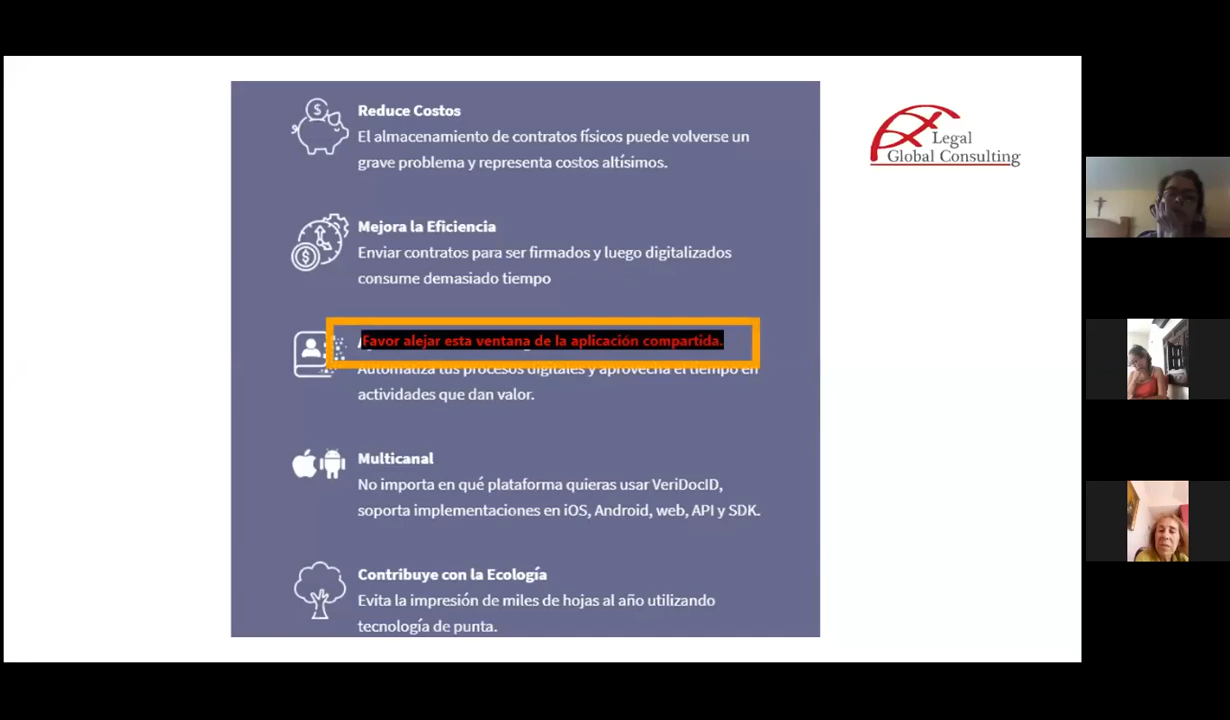 Reduce Costos
El almacenamiento de contratos físicos puede volverse un
grave problema y representa costos altísimos.
Legal
Global Consulting
Mejora la Eficiencia
Enviar contratos para ser firmados y luego digitalizados
consume demasiado tiempo
Favor alejar esta ventana de la aplicación compartida.
Automatiza tus procesos digitales y aprovecha el tiempo en
actividades que dan valor.
Multicanal
No importa en qué plataforma quieras usar VeriDocID,
soporta implementaciones en iOS, Android, web, API y SDK.
Contribuye con la Ecología
Evita la impresión de miles de hojas al año utilizando
tecnología de punta.